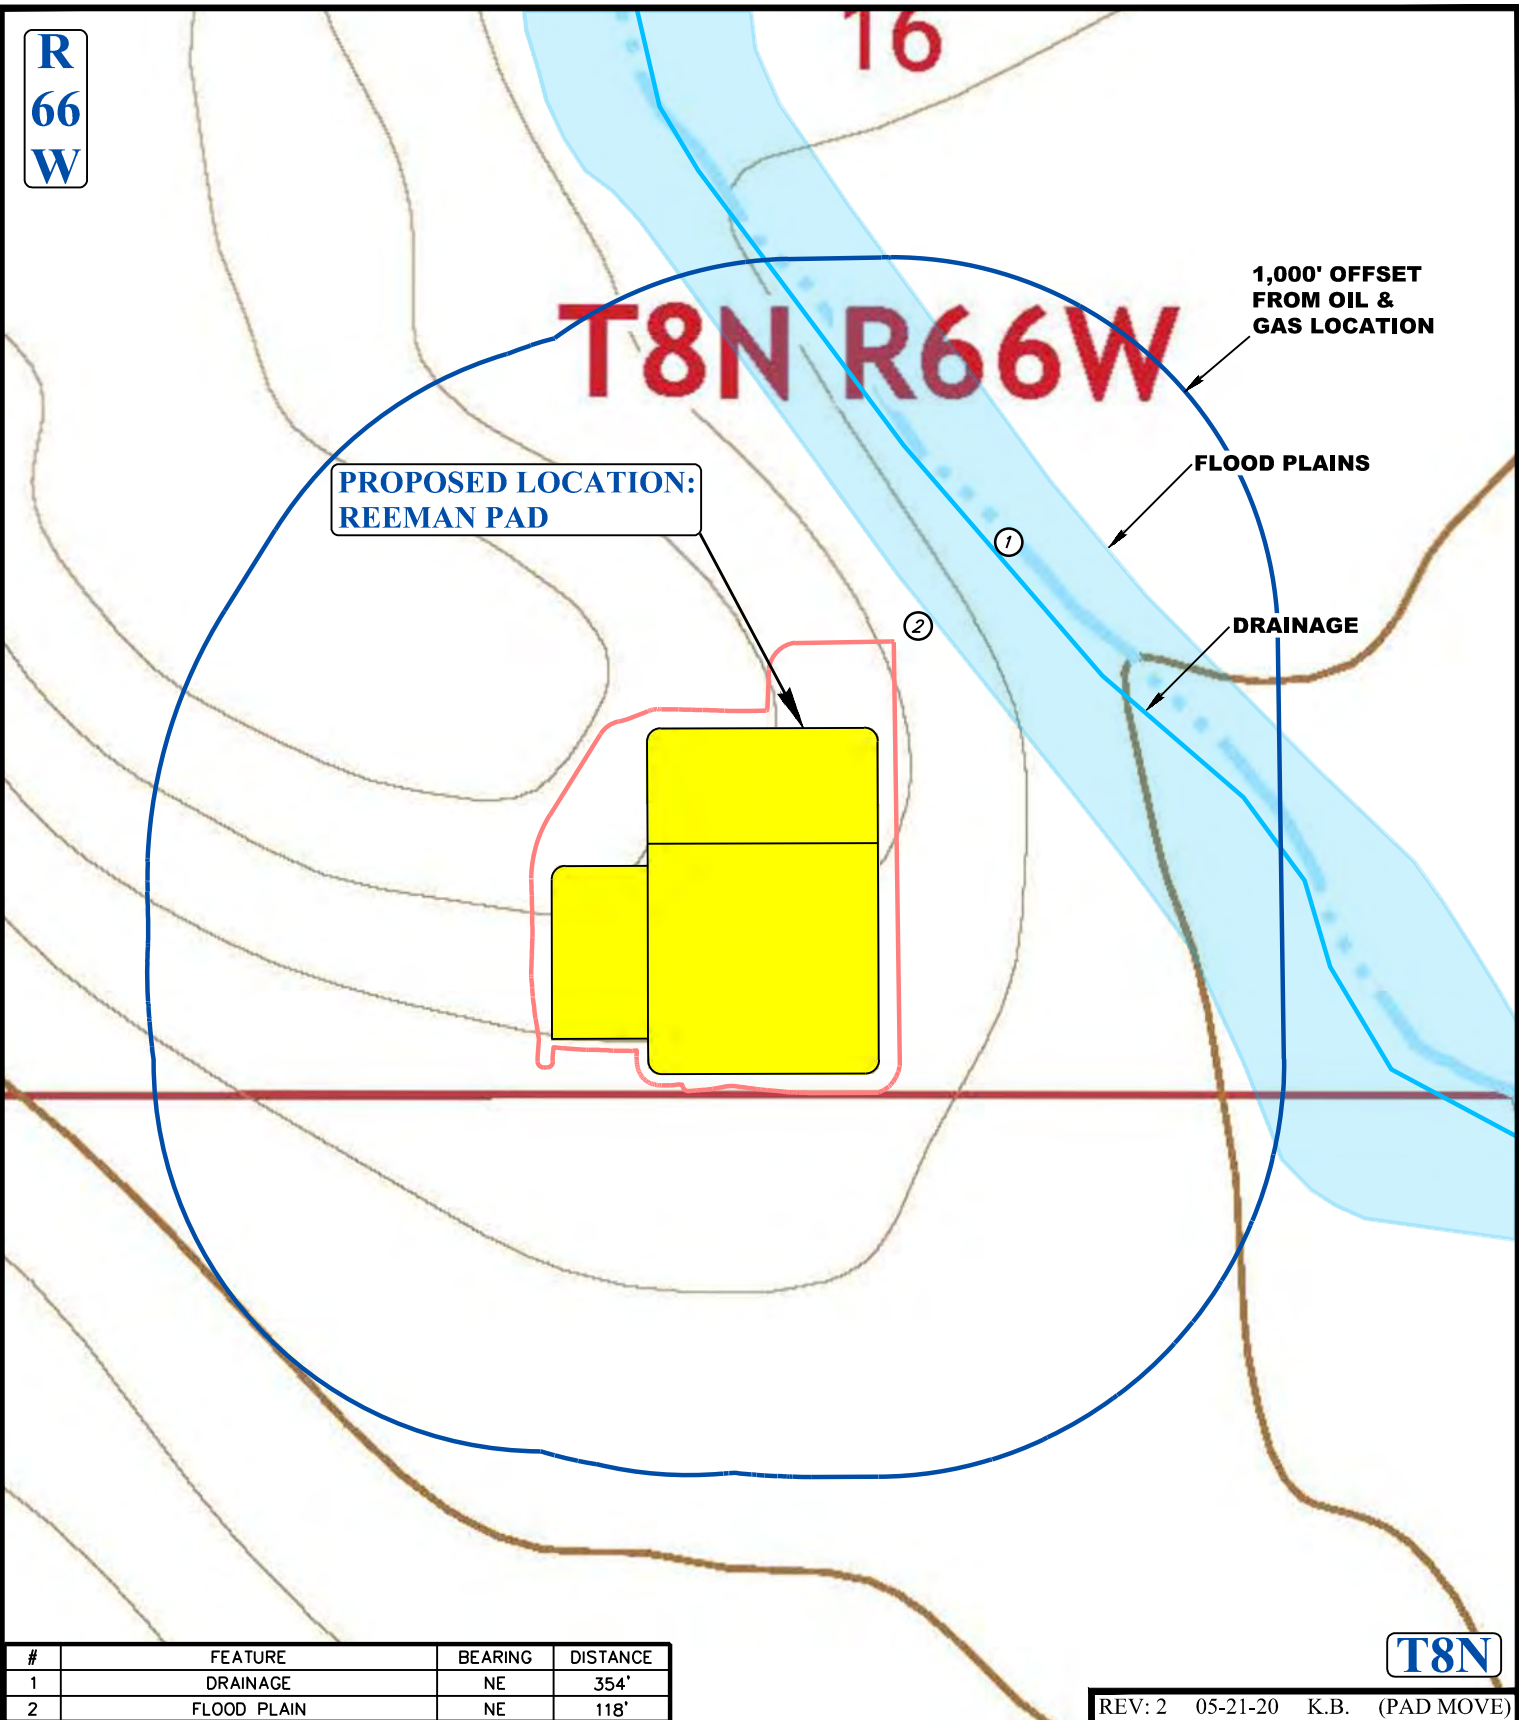 R
66
W
16
T8N R66W
1,000' OFFSET
FROM OIL &
GAS LOCATION
FLOOD PLAINS
PROPOSED LOCATION:
REEMAN PAD
1
2
DRAINAGE
T8N
# FEATURE BEARING DISTANCE
1 DRAINAGE NE 354'
2 FLOOD PLAIN NE 118'
REV: 2 05-21-20 K.B. (PAD MOVE)